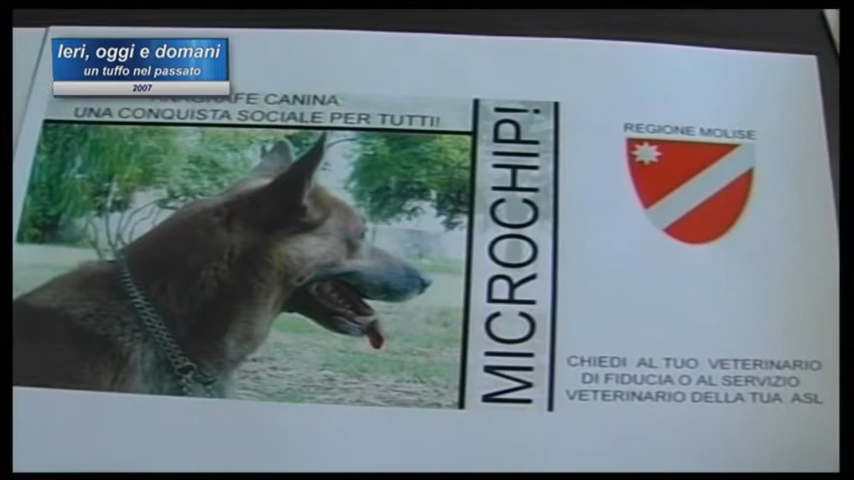 Ieri, oggi e domani
un tuffo nel passato
2007
ANAGRAFE CANINA:
UNA CONQUISTA SOCIALE PER TUTTI!
MICROCHIP!
REGIONE MOLISE
CHIEDI AL TUO VETERINARIO
DI FIDUCIA O AL SERVIZIO
VETERINARIO DELLA TUA ASL